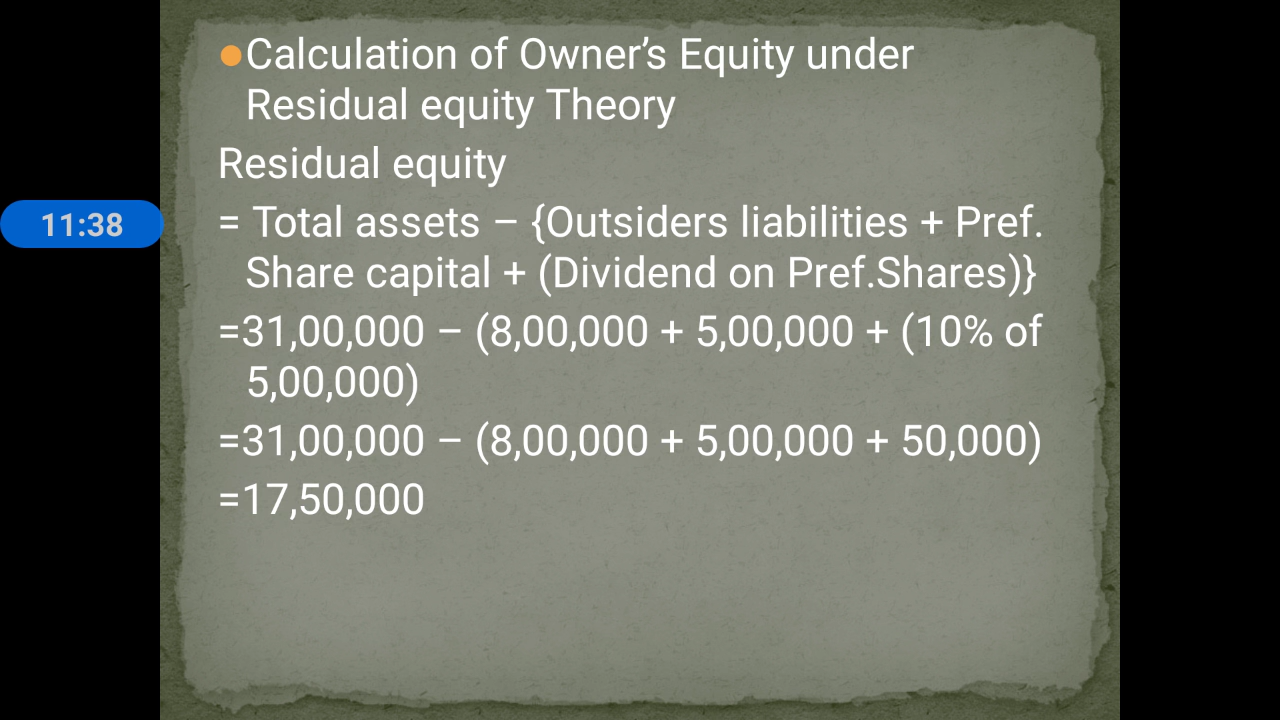 ●Calculation of Owner’s Equity under
Residual equity Theory
Residual equity
= Total assets – {Outsiders liabilities + Pref.
Share capital + (Dividend on Pref.Shares)}
=31,00,000 – (8,00,000 + 5,00,000 + (10% of
5,00,000)
=31,00,000 – (8,00,000 + 5,00,000 + 50,000)
=17,50,000
11:38